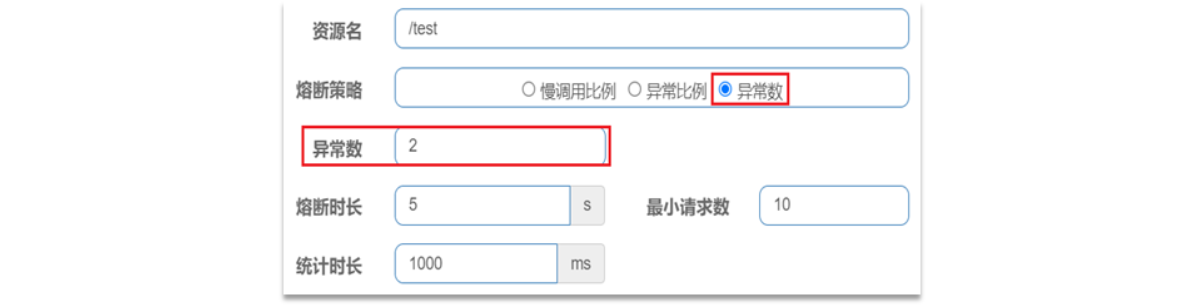 资源名 /test
熔断策略 慢调用比例 异常比例 异常数
异常数 2
熔断时长 5 s 最小请求数 10
统计时长 1000 ms